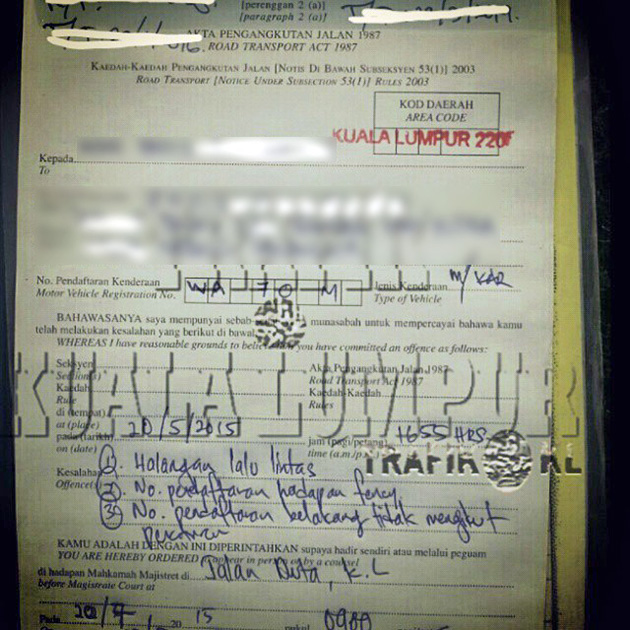 [perenggan 2 (a)]
[paragraph 2 (a)]
AKTA PENGANGKUTAN JALAN 1987
ROAD TRANSPORT ACT 1987
KAEDAH-KAEDAH PENGANGKUTAN JALAN [NOTIS DI BAWAH SUBSEKSYEN 53(1)] 2003
ROAD TRANSPORT [NOTICE UNDER SUBSECTION 53(1)] RULES 2003
KOD DAERAH
AREA CODE
KUALA LUMPUR
Kepada
To
No. Pendaftaran Kenderaan WA 70 M Jenis Kenderaan m/KAR
Motor Vehicle Registration No. Type of Vehicle
BAHAWASANYA saya mempunyai sebab munasabah untuk mempercayai bahawa kamu
telah melakukan kesalahan yang berikut di bawah
WHEREAS I have reasonable grounds to believe you have committed an offence as follows:
Seksyen Akta Pengangkutan Jalan 1987
Section(s) Road Transport Act 1987
KUALA LUMPUR
Kaedah Kaedah-Kaedah
Rule Rules
di (tempat)
at (place)
pada (tarikh) 20/5/2015 jam (pagi/petang) 1655 HRS
on (date) time (a.m/p.m.)
TRAFIK KL
Kesalahan 1. Halangan lalu lintas
Offence(s) 2. No. pendaftaran hadapan fency
3. No. pendaftaran belakang tidak mengikut
KAMU ADALAH DENGAN INI DIPERINTAHKAN supaya hadir sendiri atau melalui peguam
YOU ARE HEREBY ORDERED to appear in person or by a counsel
di hadapan Mahkamah Majistret di Jalan Duta, K.L
before Magistrate Court at
Pada 20 15 pukul 0900